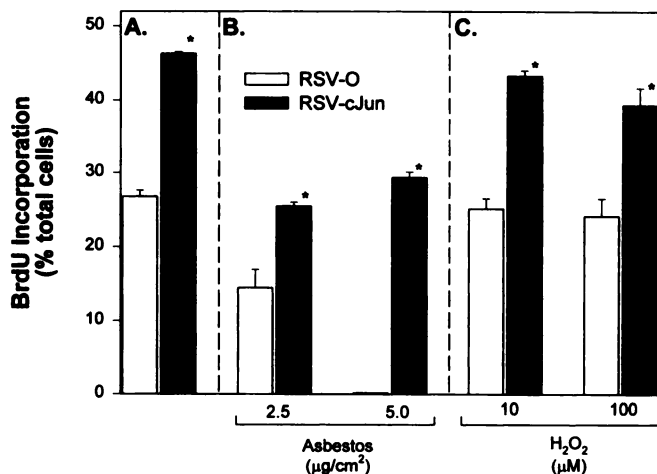 A.
B.
C.
RSV-O
RSV-cJun
BrdU Incorporation
(% total cells)
50
40
30
20
10
0
*
*
*
*
*
2.5
5.0
10
100
Asbestos
(μg/cm²)
H₂O₂
(μM)